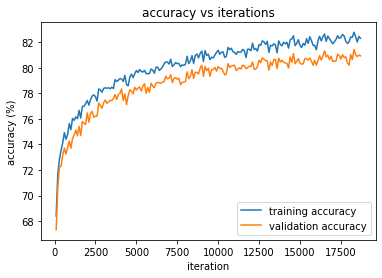 accuracy vs iterations
accuracy (%)
82
80
78
76
74
72
70
68
0 2500 5000 7500 10000 12500 15000 17500
iteration
training accuracy
validation accuracy